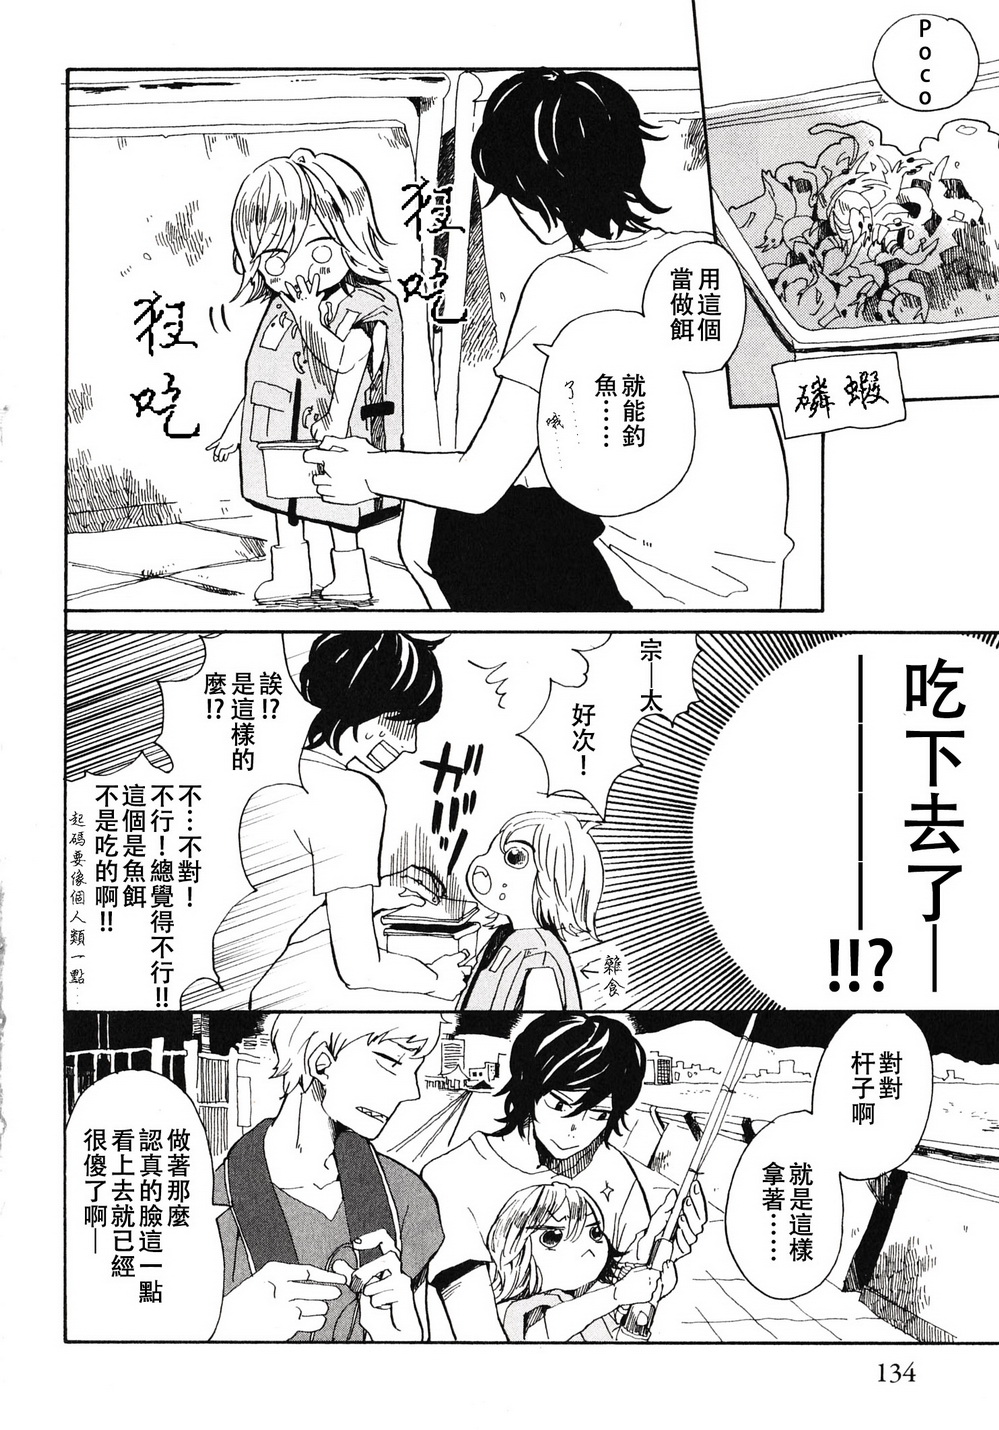 Poco
磷蝦
用這個
當做餌
就能釣
魚……
了
哦……
狂吃
狂吃
吃下去了—
!!?
宗—太
好次！
雜食
誒!?
是這樣的
麼!?
不…不對！
不行！總覺得不行!!
這個是魚餌
不是吃的啊!!
起碼要像個人類一點……
對對
杆子啊
就是這樣
拿著……
做著那麼
認真的臉這一點
看上去就已經
很傻了啊—
134